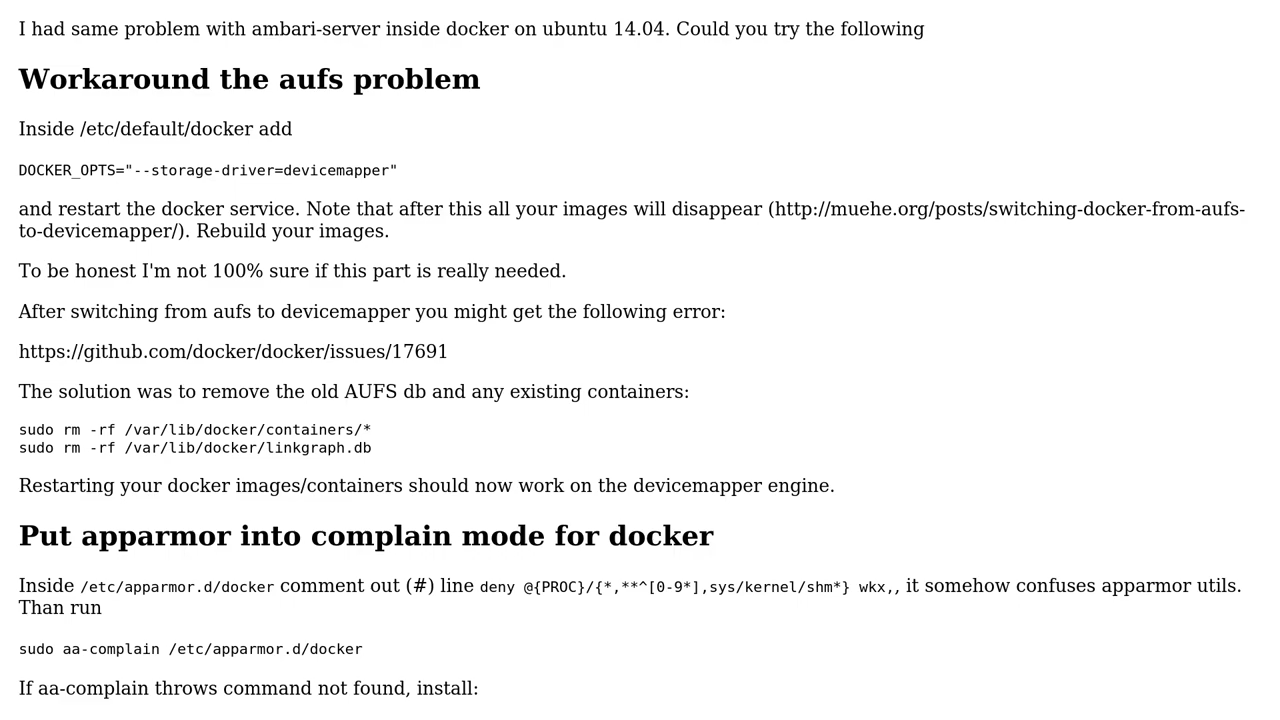 I had same problem with ambari-server inside docker on ubuntu 14.04. Could you try the following
Workaround the aufs problem
Inside /etc/default/docker add
DOCKER_OPTS="--storage-driver=devicemapper"
and restart the docker service. Note that after this all your images will disappear (http://muehe.org/posts/switching-docker-from-aufs-
to-devicemapper/). Rebuild your images.
To be honest I'm not 100% sure if this part is really needed.
After switching from aufs to devicemapper you might get the following error:
https://github.com/docker/docker/issues/17691
The solution was to remove the old AUFS db and any existing containers:
sudo rm -rf /var/lib/docker/containers/*
sudo rm -rf /var/lib/docker/linkgraph.db
Restarting your docker images/containers should now work on the devicemapper engine.
Put apparmor into complain mode for docker
Inside /etc/apparmor.d/docker comment out (#) line deny @{PROC}/{*,**^[0-9*],sys/kernel/shm*} wkx,, it somehow confuses apparmor utils.
Than run
sudo aa-complain /etc/apparmor.d/docker
If aa-complain throws command not found, install: